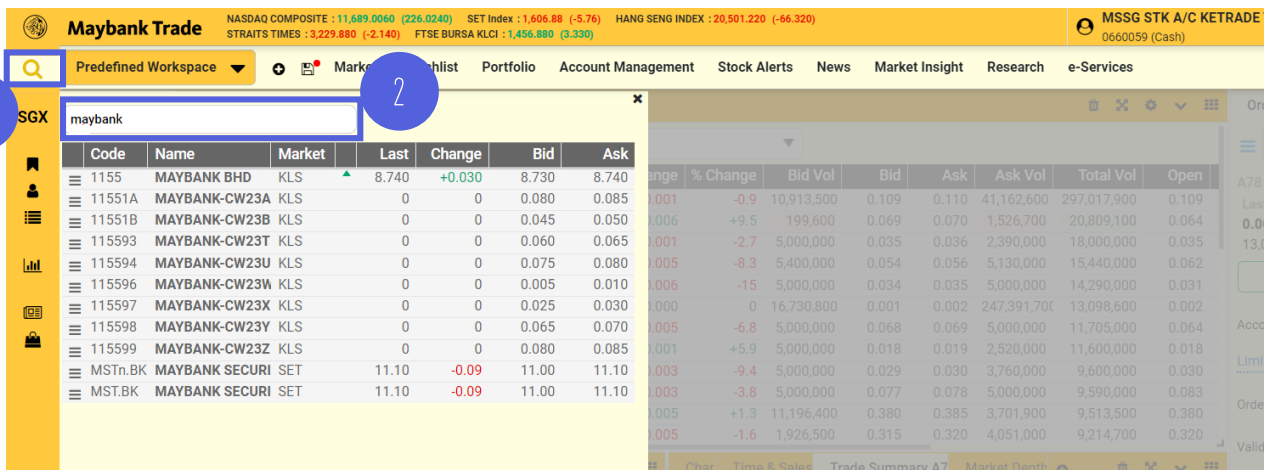 NASDAQ COMPOSITE : 11,689.0060 (226.0240) SET Index : 1,606.88 (-5.76) HANG SENG INDEX : 20,501.220 (-66.320)
Maybank Trade
STRAITS TIMES : 3,229.880 (-2.140) FTSE BURSA KLCI : 1,456.880 (3.330)
MSSG STK A/C KETRADE
0660059 (Cash)
Predefined Workspace Portfolio Account Management Stock Alerts News Market Insight Research e-Services
2
SGX maybank
Code Name Market Last Change Bid Ask
1155 MAYBANK BHD KLS 8.740 +0.030 8.730 8.740
11551A MAYBANK-CW23A KLS 0 0 0.080 0.085
11551B MAYBANK-CW23B KLS 0 0 0.045 0.050
115593 MAYBANK-CW23T KLS 0 0 0.060 0.065
115594 MAYBANK-CW23U KLS 0 0 0.075 0.080
115596 MAYBANK-CW23W KLS 0 0 0.005 0.010
115597 MAYBANK-CW23X KLS 0 0 0.025 0.030
115598 MAYBANK-CW23Y KLS 0 0 0.065 0.070
115599 MAYBANK-CW23Z KLS 0 0 0.080 0.085
MSTn.BK MAYBANK SECURI SET 11.10 -0.09 11.00 11.10
MST.BK MAYBANK SECURI SET 11.10 -0.09 11.00 11.10
% Change Bid Vol Bid Ask Ask Vol Total Vol Open
-0.9 10,913,500 0.109 0.110 41,162,600 297,017,900 0.109
+9.5 199,600 0.069 0.070 1,526,700 20,809,100 0.064
-2.7 5,000,000 0.035 0.036 2,390,000 18,000,000 0.035
-8.3 5,400,000 0.054 0.056 5,130,000 15,440,000 0.062
-15 5,000,000 0.034 0.035 5,000,000 14,290,000 0.031
0 16,730,800 0.001 0.002 247,391,700 13,098,600 0.002
-6.8 5,000,000 0.068 0.069 5,000,000 11,705,000 0.064
+5.9 5,000,000 0.018 0.019 2,520,000 11,600,000 0.018
-9.4 5,000,000 0.029 0.030 3,760,000 9,600,000 0.030
-3.8 5,000,000 0.077 0.078 5,000,000 9,590,000 0.083
+1.3 11,196,400 0.380 0.385 3,701,900 9,513,500 0.380
-1.6 1,926,500 0.315 0.320 4,051,000 9,214,700 0.320
A78
Time & Sales Trade Summary A7 Market Depth